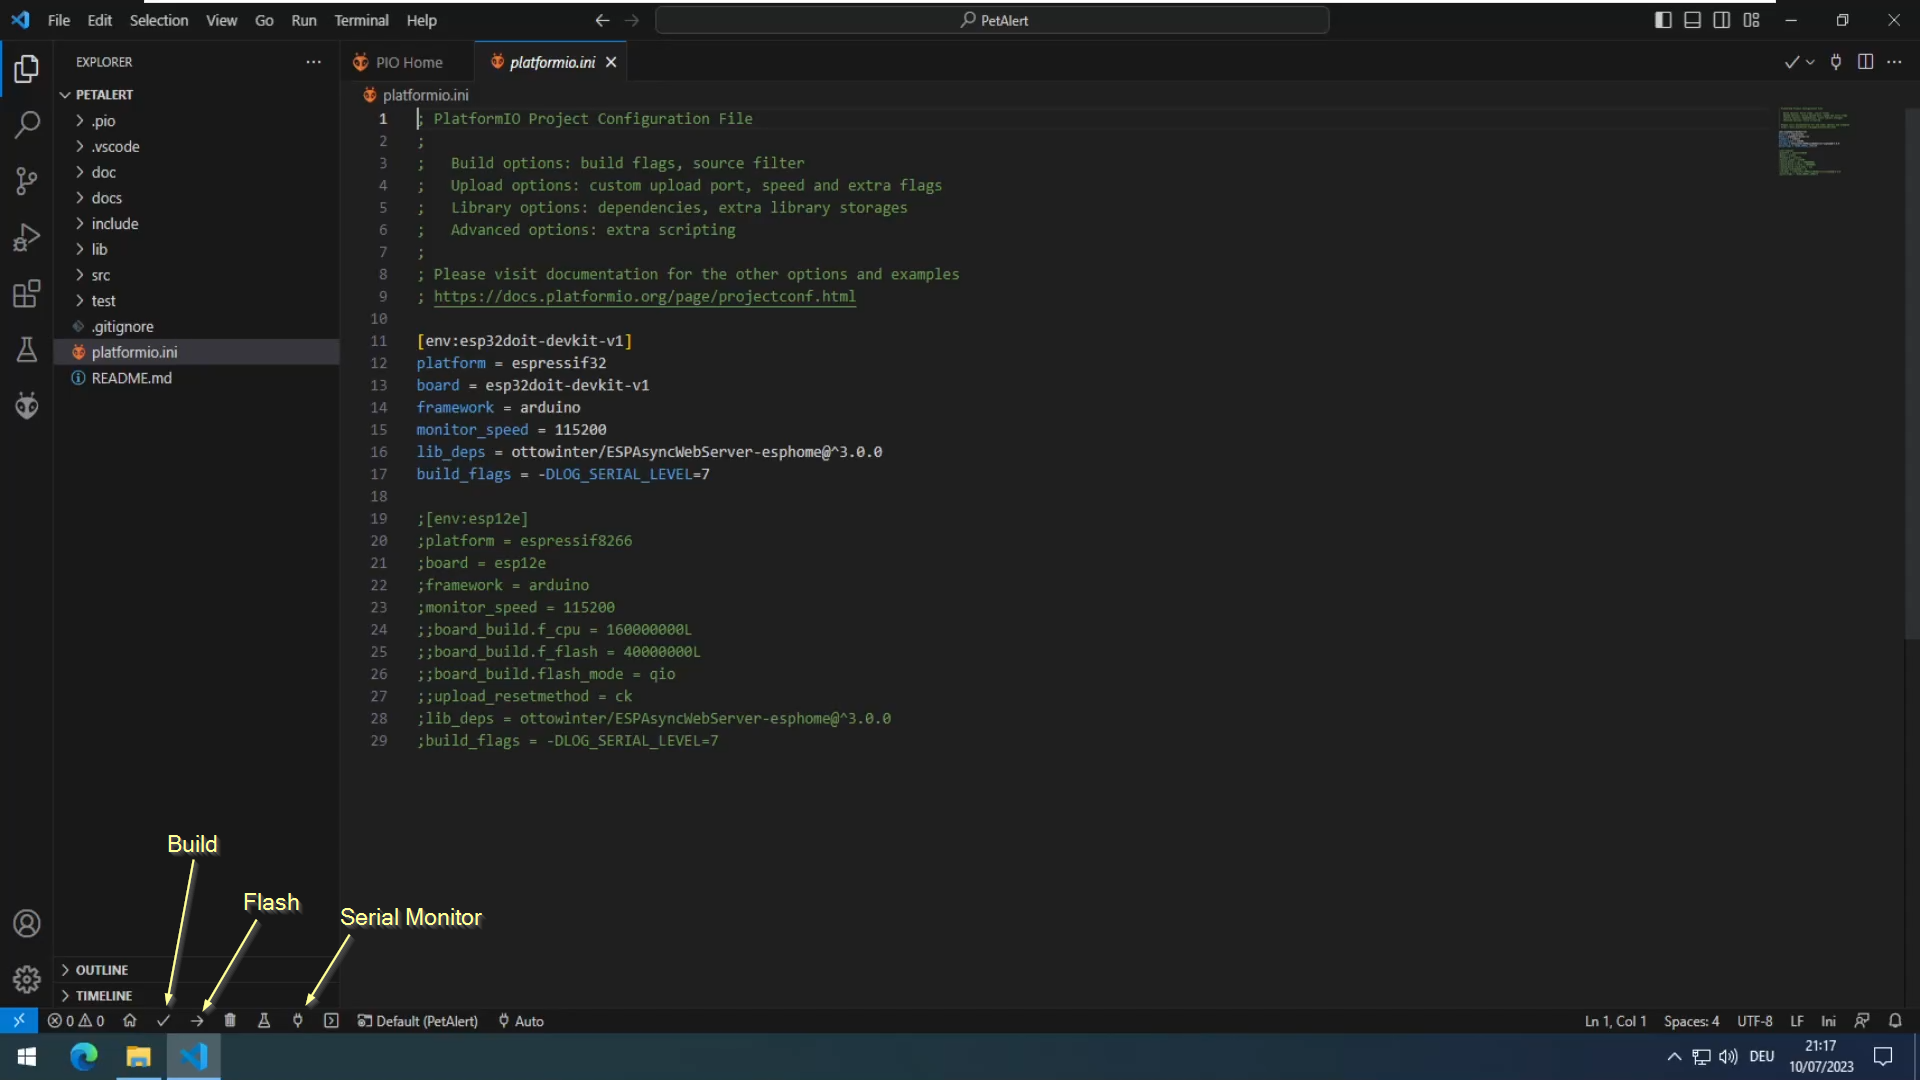 File Edit Selection View Go Run Terminal Help
PetAlert
EXPLORER
PETALERT
.pio
.vscode
doc
docs
include
lib
src
test
.gitignore
platformio.ini
README.md
OUTLINE
TIMELINE
PIO Home
platformio.ini
platformio.ini
1 ; PlatformIO Project Configuration File
2 ;
3 ;   Build options: build flags, source filter
4 ;   Upload options: custom upload port, speed and extra flags
5 ;   Library options: dependencies, extra library storages
6 ;   Advanced options: extra scripting
7 ;
8 ; Please visit documentation for the other options and examples
9 ; https://docs.platformio.org/page/projectconf.html
10
11 [env:esp32doit-devkit-v1]
12 platform = espressif32
13 board = esp32doit-devkit-v1
14 framework = arduino
15 monitor_speed = 115200
16 lib_deps = ottowinter/ESPAsyncWebServer-esphome@^3.0.0
17 build_flags = -DLOG_SERIAL_LEVEL=7
18
19 ;[env:esp12e]
20 ;platform = espressif8266
21 ;board = esp12e
22 ;framework = arduino
23 ;monitor_speed = 115200
24 ;;board_build.f_cpu = 160000000L
25 ;;board_build.f_flash = 40000000L
26 ;;board_build.flash_mode = qio
27 ;;upload_resetmethod = ck
28 ;lib_deps = ottowinter/ESPAsyncWebServer-esphome@^3.0.0
29 ;build_flags = -DLOG_SERIAL_LEVEL=7
Build
Flash
Serial Monitor
0 0 Default (PetAlert) Auto Ln 1, Col 1 Spaces: 4 UTF-8 LF Ini
DEU
21:17
10/07/2023